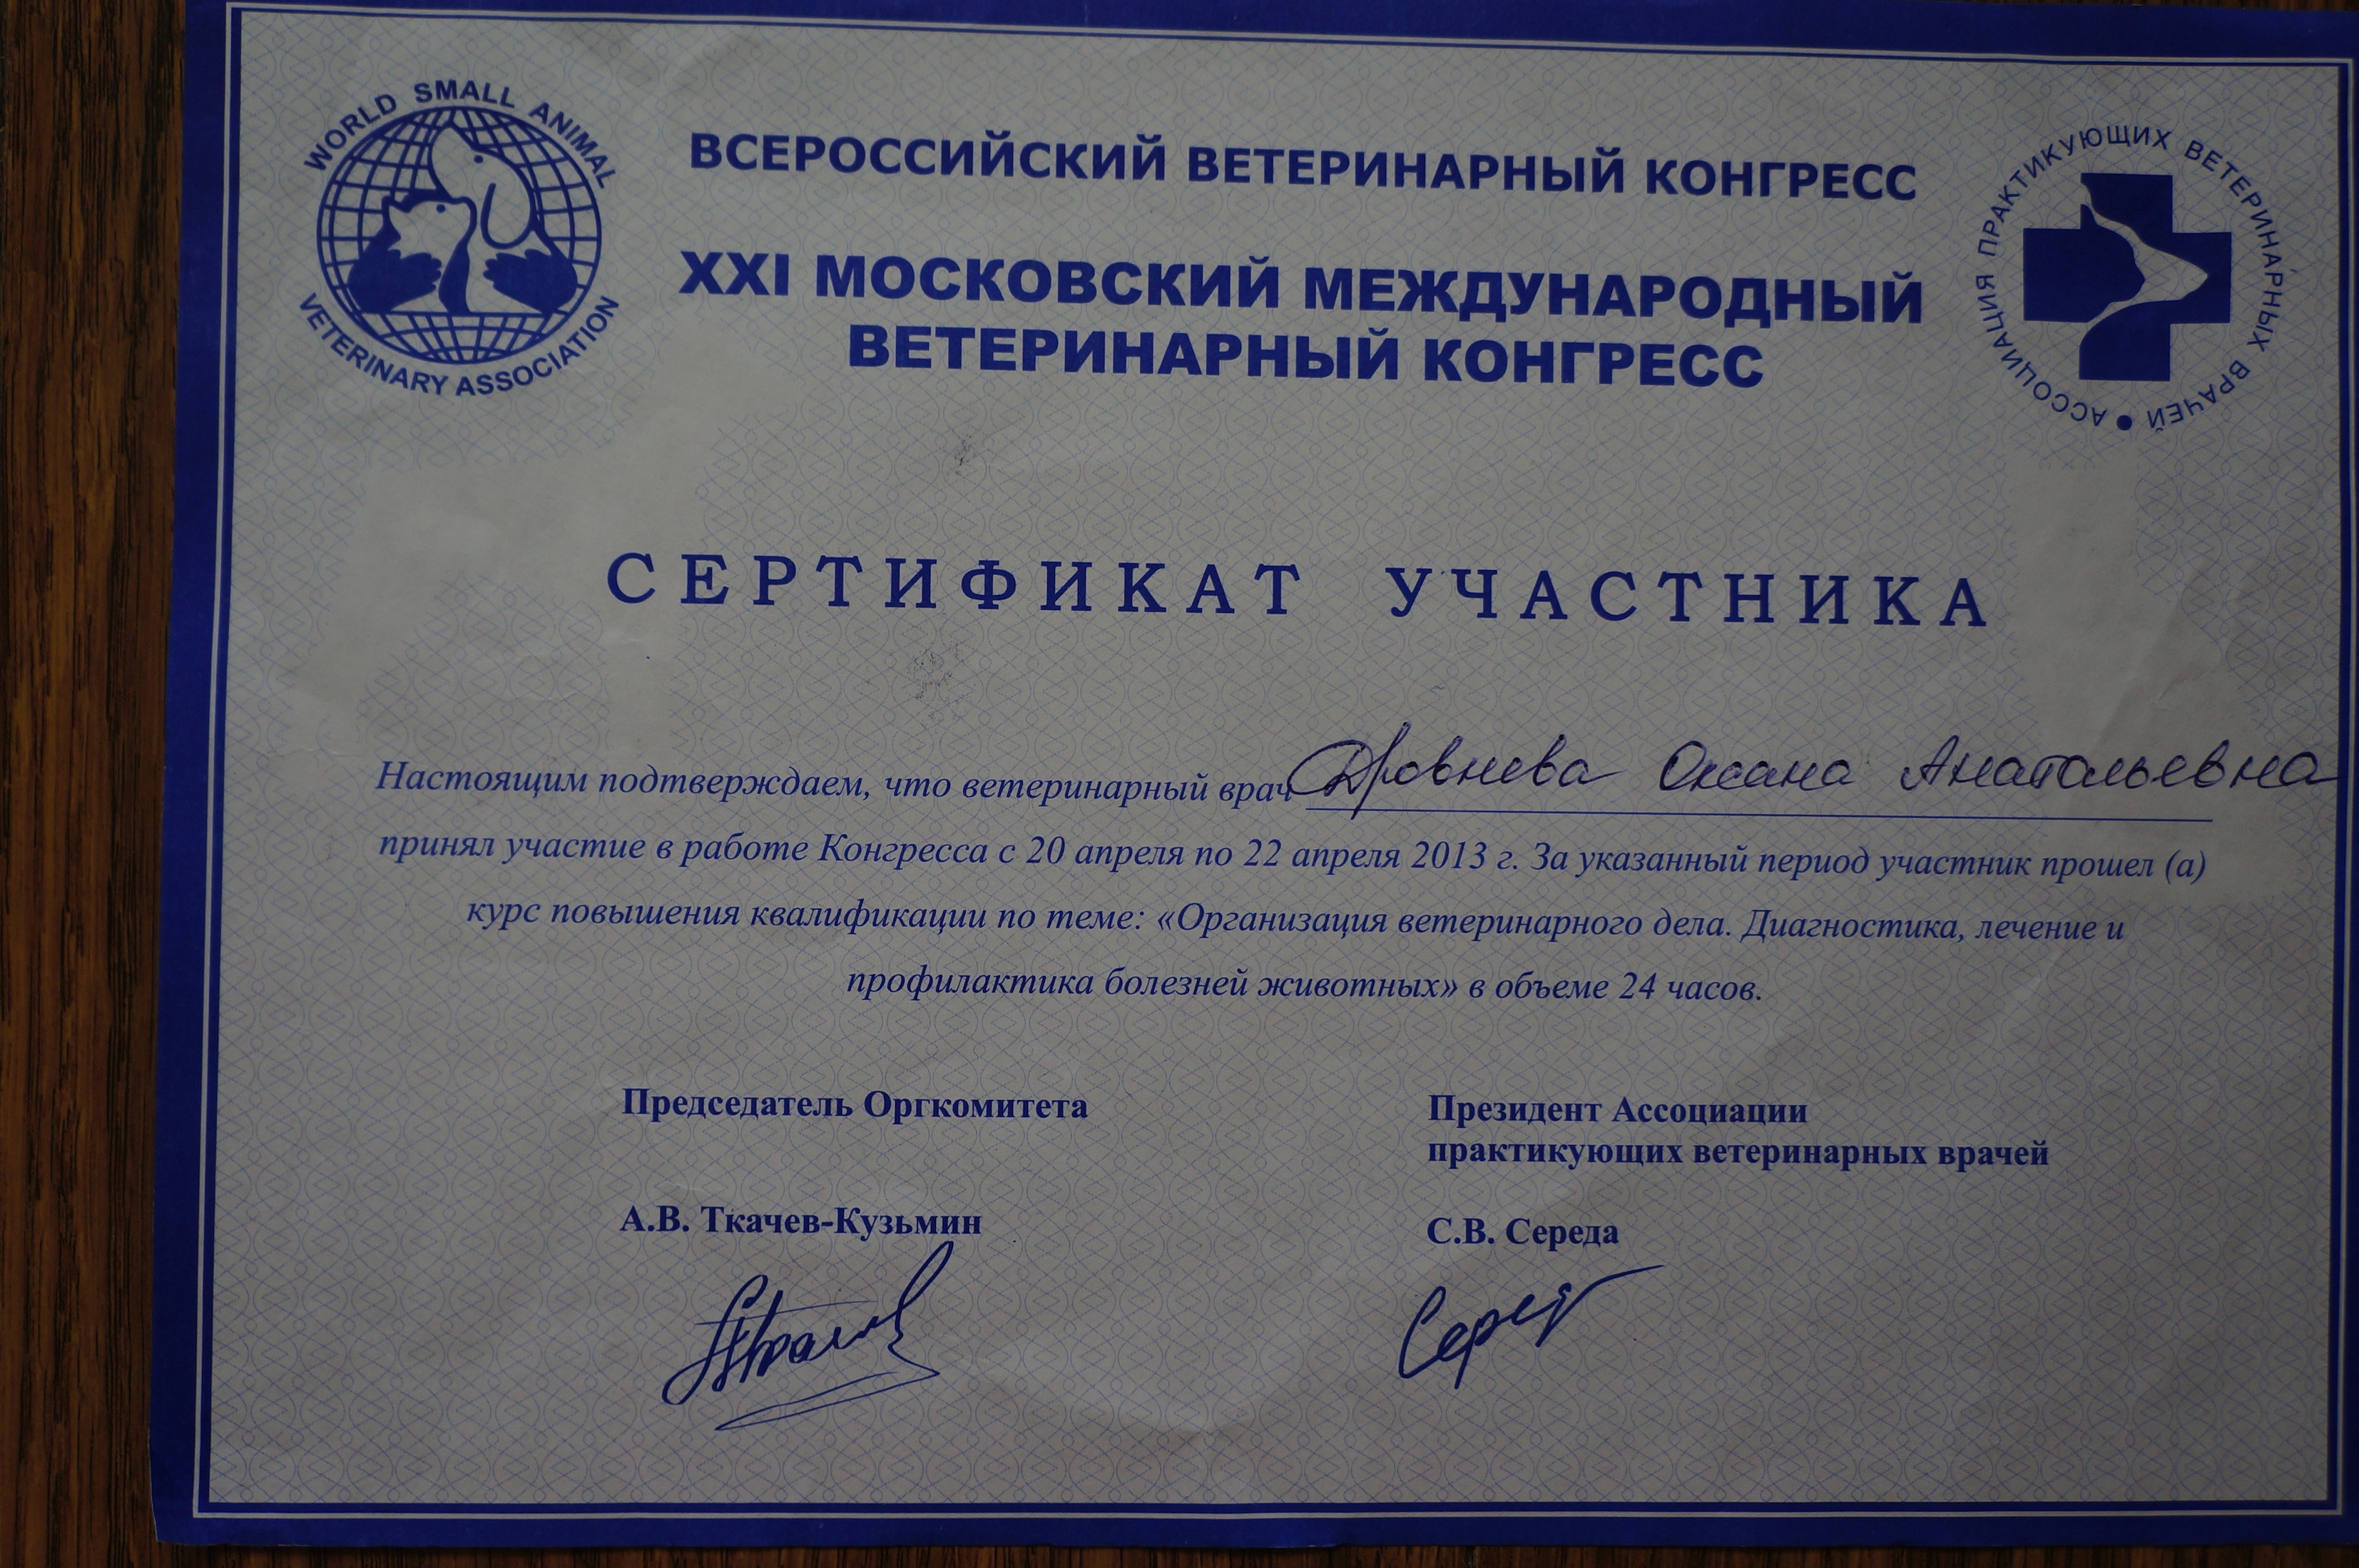 WORLD SMALL ANIMAL
VETERINARY ASSOCIATION
ВСЕРОССИЙСКИЙ ВЕТЕРИНАРНЫЙ КОНГРЕСС
XXI МОСКОВСКИЙ МЕЖДУНАРОДНЫЙ
ВЕТЕРИНАРНЫЙ КОНГРЕСС
АССОЦИАЦИЯ ПРАКТИКУЮЩИХ ВЕТЕРИНАРНЫХ ВРАЧЕЙ •
СЕРТИФИКАТ УЧАСТНИКА
Настоящим подтверждаем, что ветеринарный врач Дровнева Оксана Анатольевна
принял участие в работе Конгресса с 20 апреля по 22 апреля 2013 г. За указанный период участник прошел (а)
курс повышения квалификации по теме: «Организация ветеринарного дела. Диагностика, лечение и
профилактика болезней животных» в объеме 24 часов.
Председатель Оргкомитета
А.В. Ткачев-Кузьмин
Президент Ассоциации
практикующих ветеринарных врачей
С.В. Середа